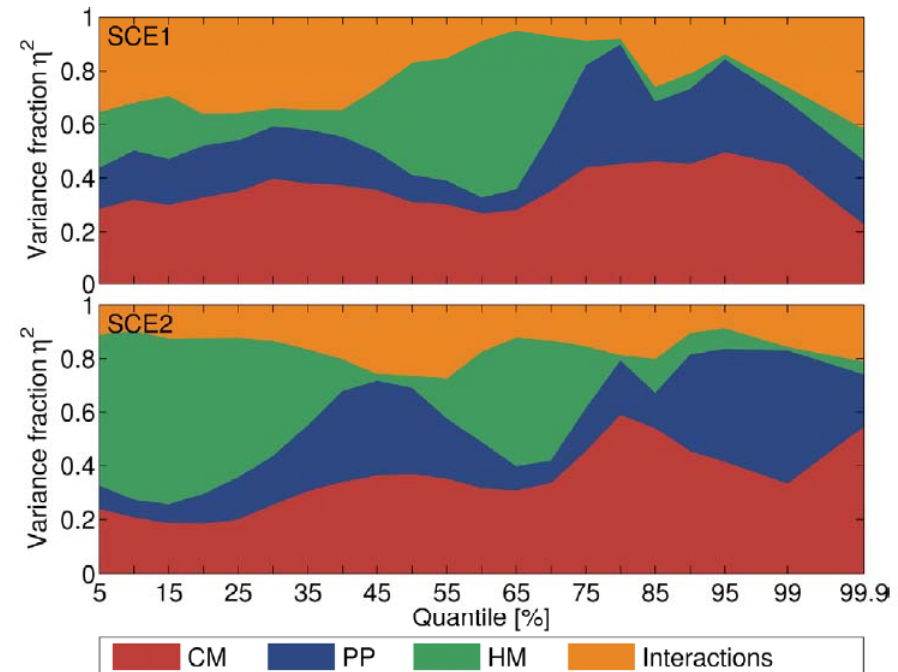 1
SCE1
0.8
0.6
0.4
0.2
0
Variance fraction η²
1
SCE2
0.8
0.6
0.4
0.2
0
Variance fraction η²
5 15 25 35 45 55 65 75 85 95 99 99.9
Quantile [%]
CM PP HM Interactions